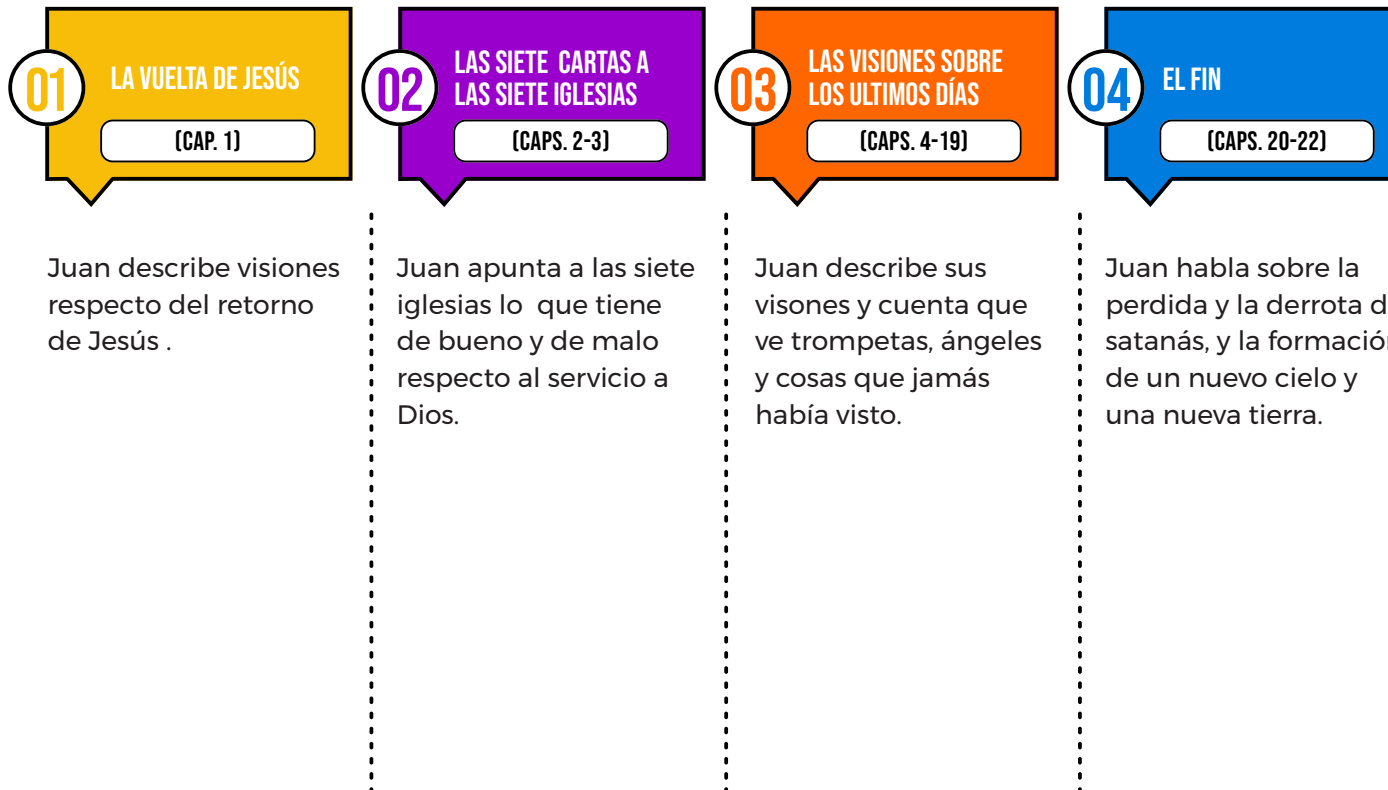 01
LA VUELTA DE JESÚS
(CAP. 1)
Juan describe visiones
respecto del retorno
de Jesús .
02
LAS SIETE  CARTAS A
LAS SIETE IGLESIAS
(CAPS. 2-3)
Juan apunta a las siete
iglesias lo  que tiene
de bueno y de malo
respecto al servicio a
Dios.
03
LAS VISIONES SOBRE
LOS ULTIMOS DÍAS
(CAPS. 4-19)
Juan describe sus
visones y cuenta que
ve trompetas, ángeles
y cosas que jamás
había visto.
04
EL FIN
(CAPS. 20-22)
Juan habla sobre la
perdida y la derrota d
satanás, y la formación
de un nuevo cielo y
una nueva tierra.